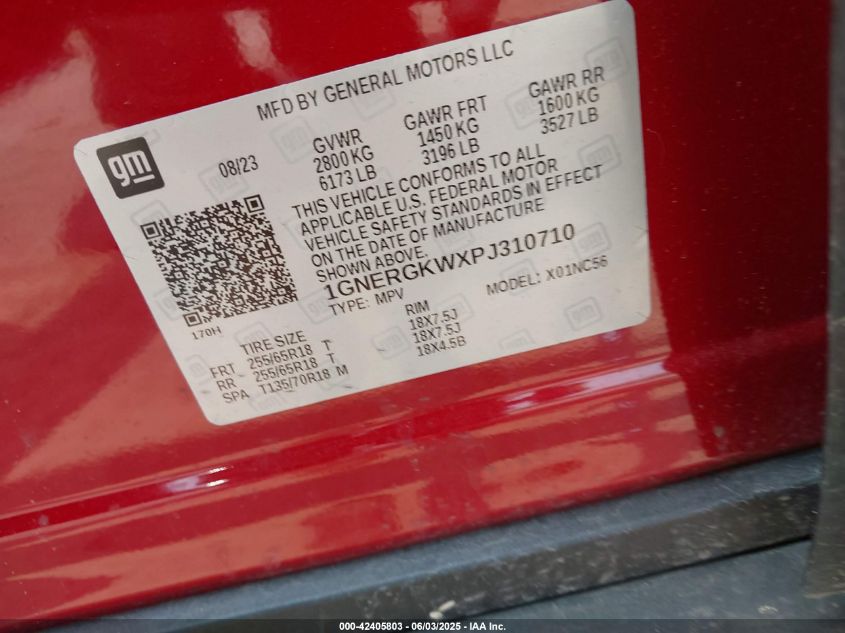 MFD BY GENERAL MOTORS LLC
gm
08/23
GVWR
2800 KG
6173 LB
GAWR FRT
1450 KG
3196 LB
GAWR RR
1600 KG
3527 LB
THIS VEHICLE CONFORMS TO ALL
APPLICABLE U.S. FEDERAL MOTOR
VEHICLE SAFETY STANDARDS IN EFFECT
ON THE DATE OF MANUFACTURE
SHOWN ABOVE.
1GNERGKWXPJ310710
TYPE: MPV
MODEL: X01NC56
170H
TIRE SIZE RIM
FRT 255/65R18 T 18X7.5J
RR 255/65R18 T 18X7.5J
SPA T135/70R18 M 18X4.5B
000-42405803 - 06/03/2025 - IAA Inc.